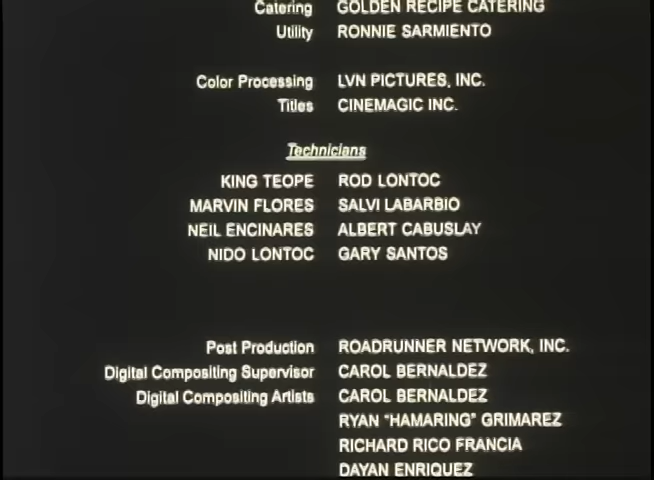 Catering GOLDEN RECIPE CATERING
Utility RONNIE SARMIENTO
Color Processing LVN PICTURES, INC.
Titles CINEMAGIC INC.
Technicians
KING TEOPE ROD LONTOC
MARVIN FLORES SALVI LABARBIO
NEIL ENCINARES ALBERT CABUSLAY
NIDO LONTOC GARY SANTOS
Post Production ROADRUNNER NETWORK, INC.
Digital Compositing Supervisor CAROL BERNALDEZ
Digital Compositing Artists CAROL BERNALDEZ
RYAN "HAMARING" GRIMAREZ
RICHARD RICO FRANCIA
DAYAN ENRIQUEZ